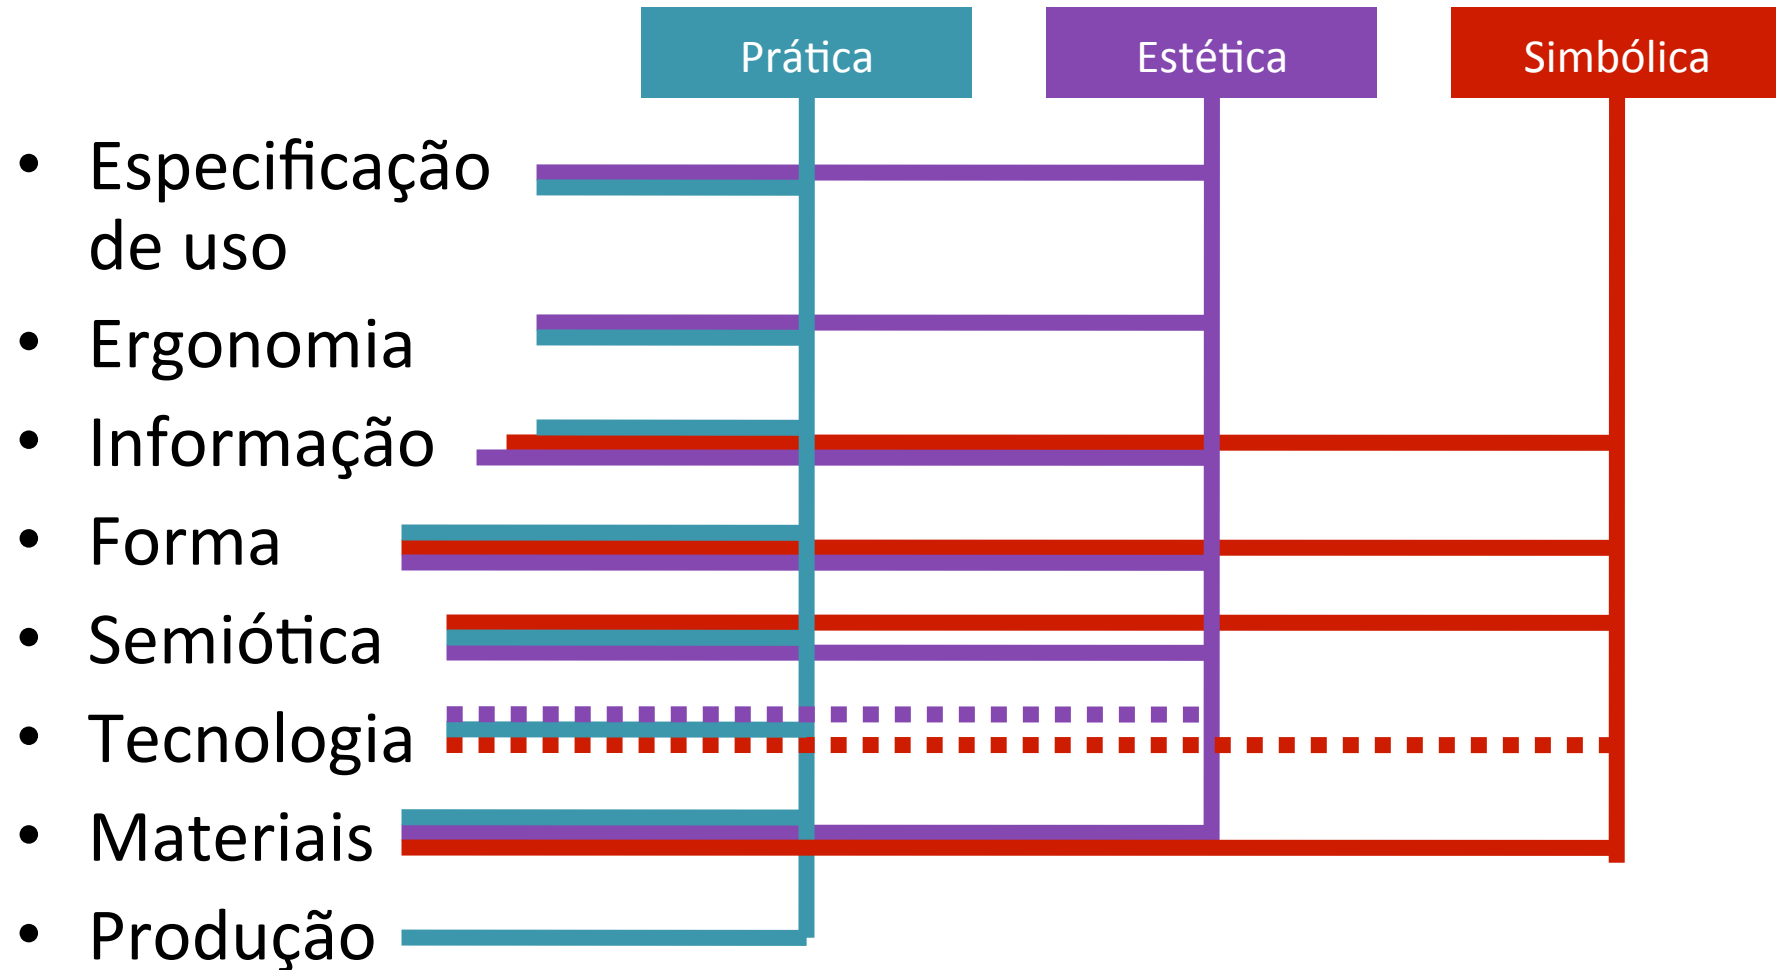 Prática Estética Simbólica
• Especificação
de uso
• Ergonomia
• Informação
• Forma
• Semiótica
• Tecnologia
• Materiais
• Produção